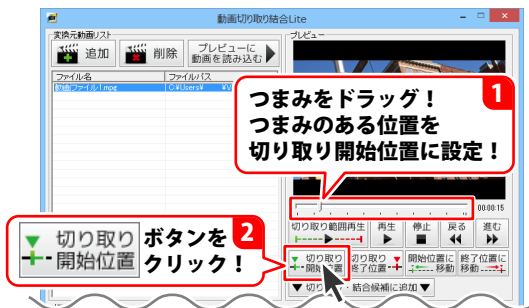 動画切り取り結合Lite
変換元動画リスト
追加
削除
プレビューに
動画を読み込む
ファイル名
ファイルパス
動画ファイル1.mpg
C:¥Users¥
プレビュー
1
つまみをドラッグ！
つまみのある位置を
切り取り開始位置に設定！
00:00:15
切り取り範囲再生
再生
停止
戻る
進む
切り取り
開始位置
切り取り
終了位置
開始位置に
移動
終了位置に
移動
結合候補に追加
2
切り取り
開始位置
ボタンを
クリック！